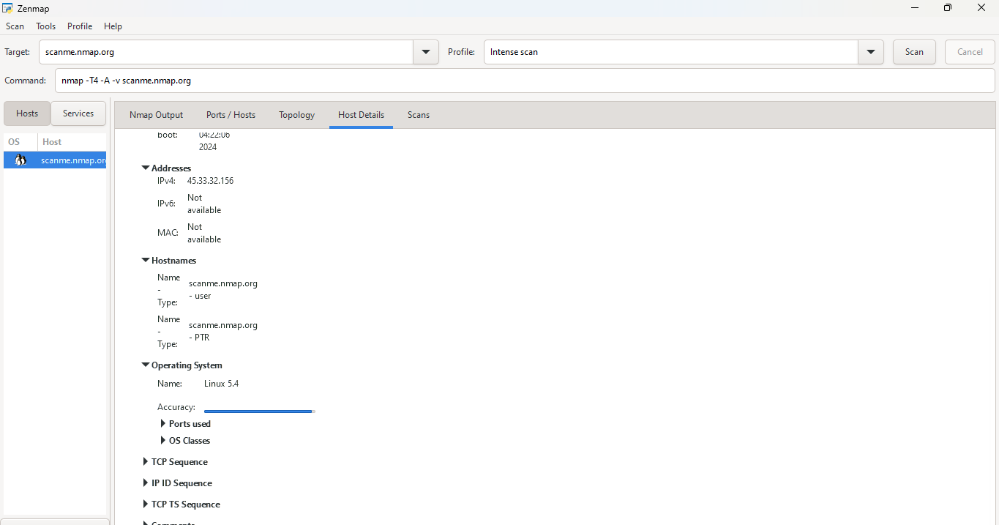 Zenmap
Scan Tools Profile Help
Target: scanme.nmap.org Profile: Intense scan Scan Cancel
Command: nmap -T4 -A -v scanme.nmap.org
Hosts Services
Nmap Output Ports / Hosts Topology Host Details Scans
OS Host
scanme.nmap.or
boot: 04:22:06
2024
Addresses
IPv4: 45.33.32.156
IPv6: Not
available
MAC: Not
available
Hostnames
Name
-
Type:
scanme.nmap.org
- user
Name
-
Type:
scanme.nmap.org
- PTR
Operating System
Name: Linux 5.4
Accuracy:
Ports used
OS Classes
TCP Sequence
IP ID Sequence
TCP TS Sequence
Comments